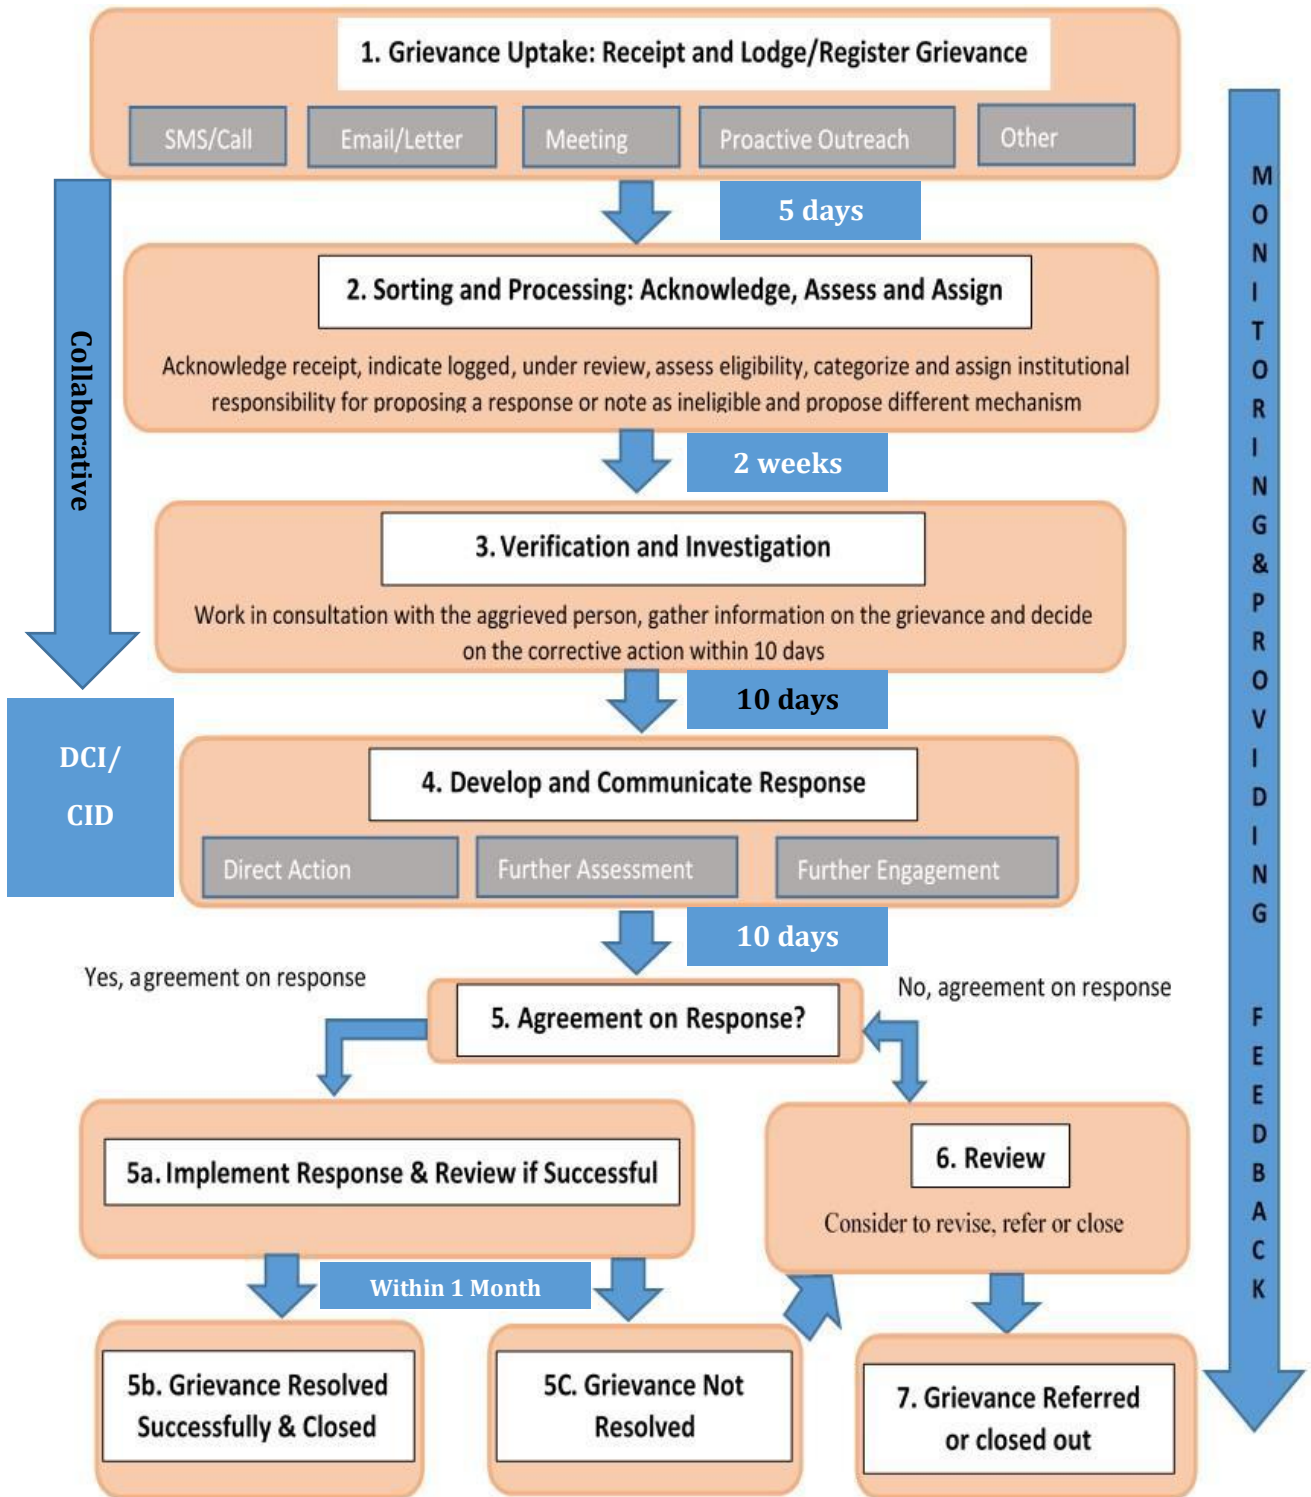 1. Grievance Uptake: Receipt and Lodge/Register Grievance
SMS/Call
Email/Letter
Meeting
Proactive Outreach
Other
5 days
2. Sorting and Processing: Acknowledge, Assess and Assign
Acknowledge receipt, indicate logged, under review, assess eligibility, categorize and assign institutional
responsibility for proposing a response or note as ineligible and propose different mechanism
2 weeks
3. Verification and Investigation
Work in consultation with the aggrieved person, gather information on the grievance and decide
on the corrective action within 10 days
10 days
Collaborative
DCI/
CID
4. Develop and Communicate Response
Direct Action
Further Assessment
Further Engagement
10 days
Yes, agreement on response
No, agreement on response
5. Agreement on Response?
5a. Implement Response & Review if Successful
6. Review
Consider to revise, refer or close
Within 1 Month
5b. Grievance Resolved
Successfully & Closed
5C. Grievance Not
Resolved
7. Grievance Referred
or closed out
MONITORING&PROVIDING FEEDBACK